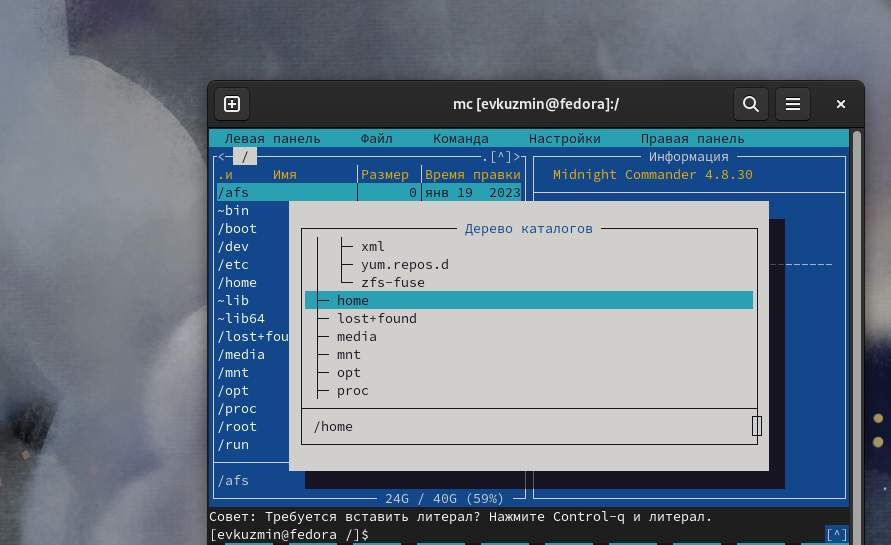 mc [evkuzmin@fedora]:/
Левая панель Файл Команда Настройки Правая панель
<─ / .[^]> Информация
.и Имя Размер Время правки Midnight Commander 4.8.30
/afs 0 янв 19 2023
~bin
/boot Дерево каталогов
/dev xml
/etc yum.repos.d
/home zfs-fuse
~lib home
~lib64 lost+found
/lost+fou media
/media mnt
/mnt opt
/opt proc
/proc
/root /home
/run
/afs
24G / 40G (59%)
Совет: Требуется вставить литерал? Нажмите Control-q и литерал.
[evkuzmin@fedora /]$ [^]